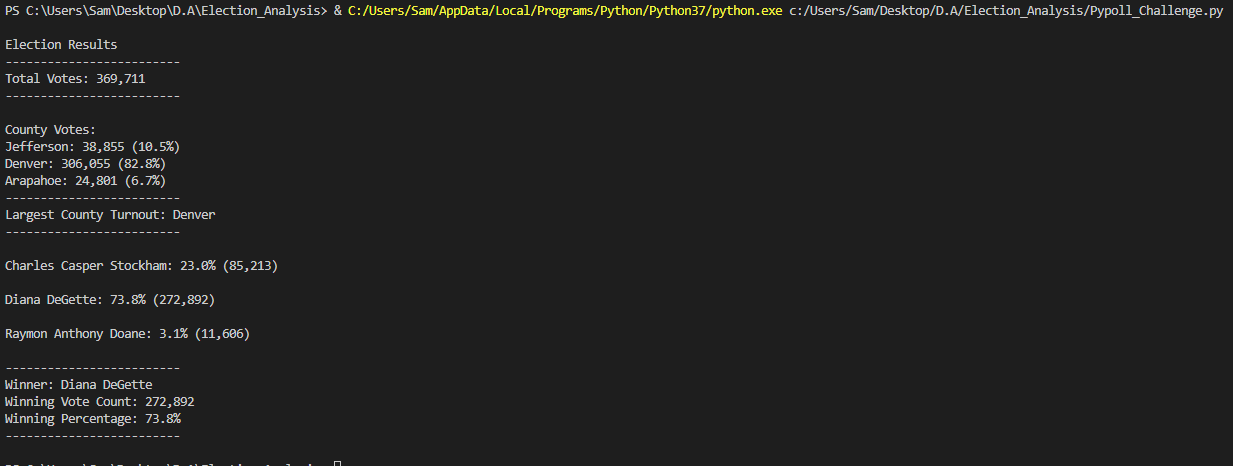 PS C:\Users\Sam\Desktop\D.A\Election_Analysis> & C:/Users/Sam/AppData/Local/Programs/Python/Python37/python.exe c:/Users/Sam/Desktop/D.A/Election_Analysis/Pypoll_Challenge.py
Election Results
-------------------------
Total Votes: 369,711
-------------------------
County Votes:
Jefferson: 38,855 (10.5%)
Denver: 306,055 (82.8%)
Arapahoe: 24,801 (6.7%)
-------------------------
Largest County Turnout: Denver
-------------------------
Charles Casper Stockham: 23.0% (85,213)
Diana DeGette: 73.8% (272,892)
Raymon Anthony Doane: 3.1% (11,606)
-------------------------
Winner: Diana DeGette
Winning Vote Count: 272,892
Winning Percentage: 73.8%
-------------------------